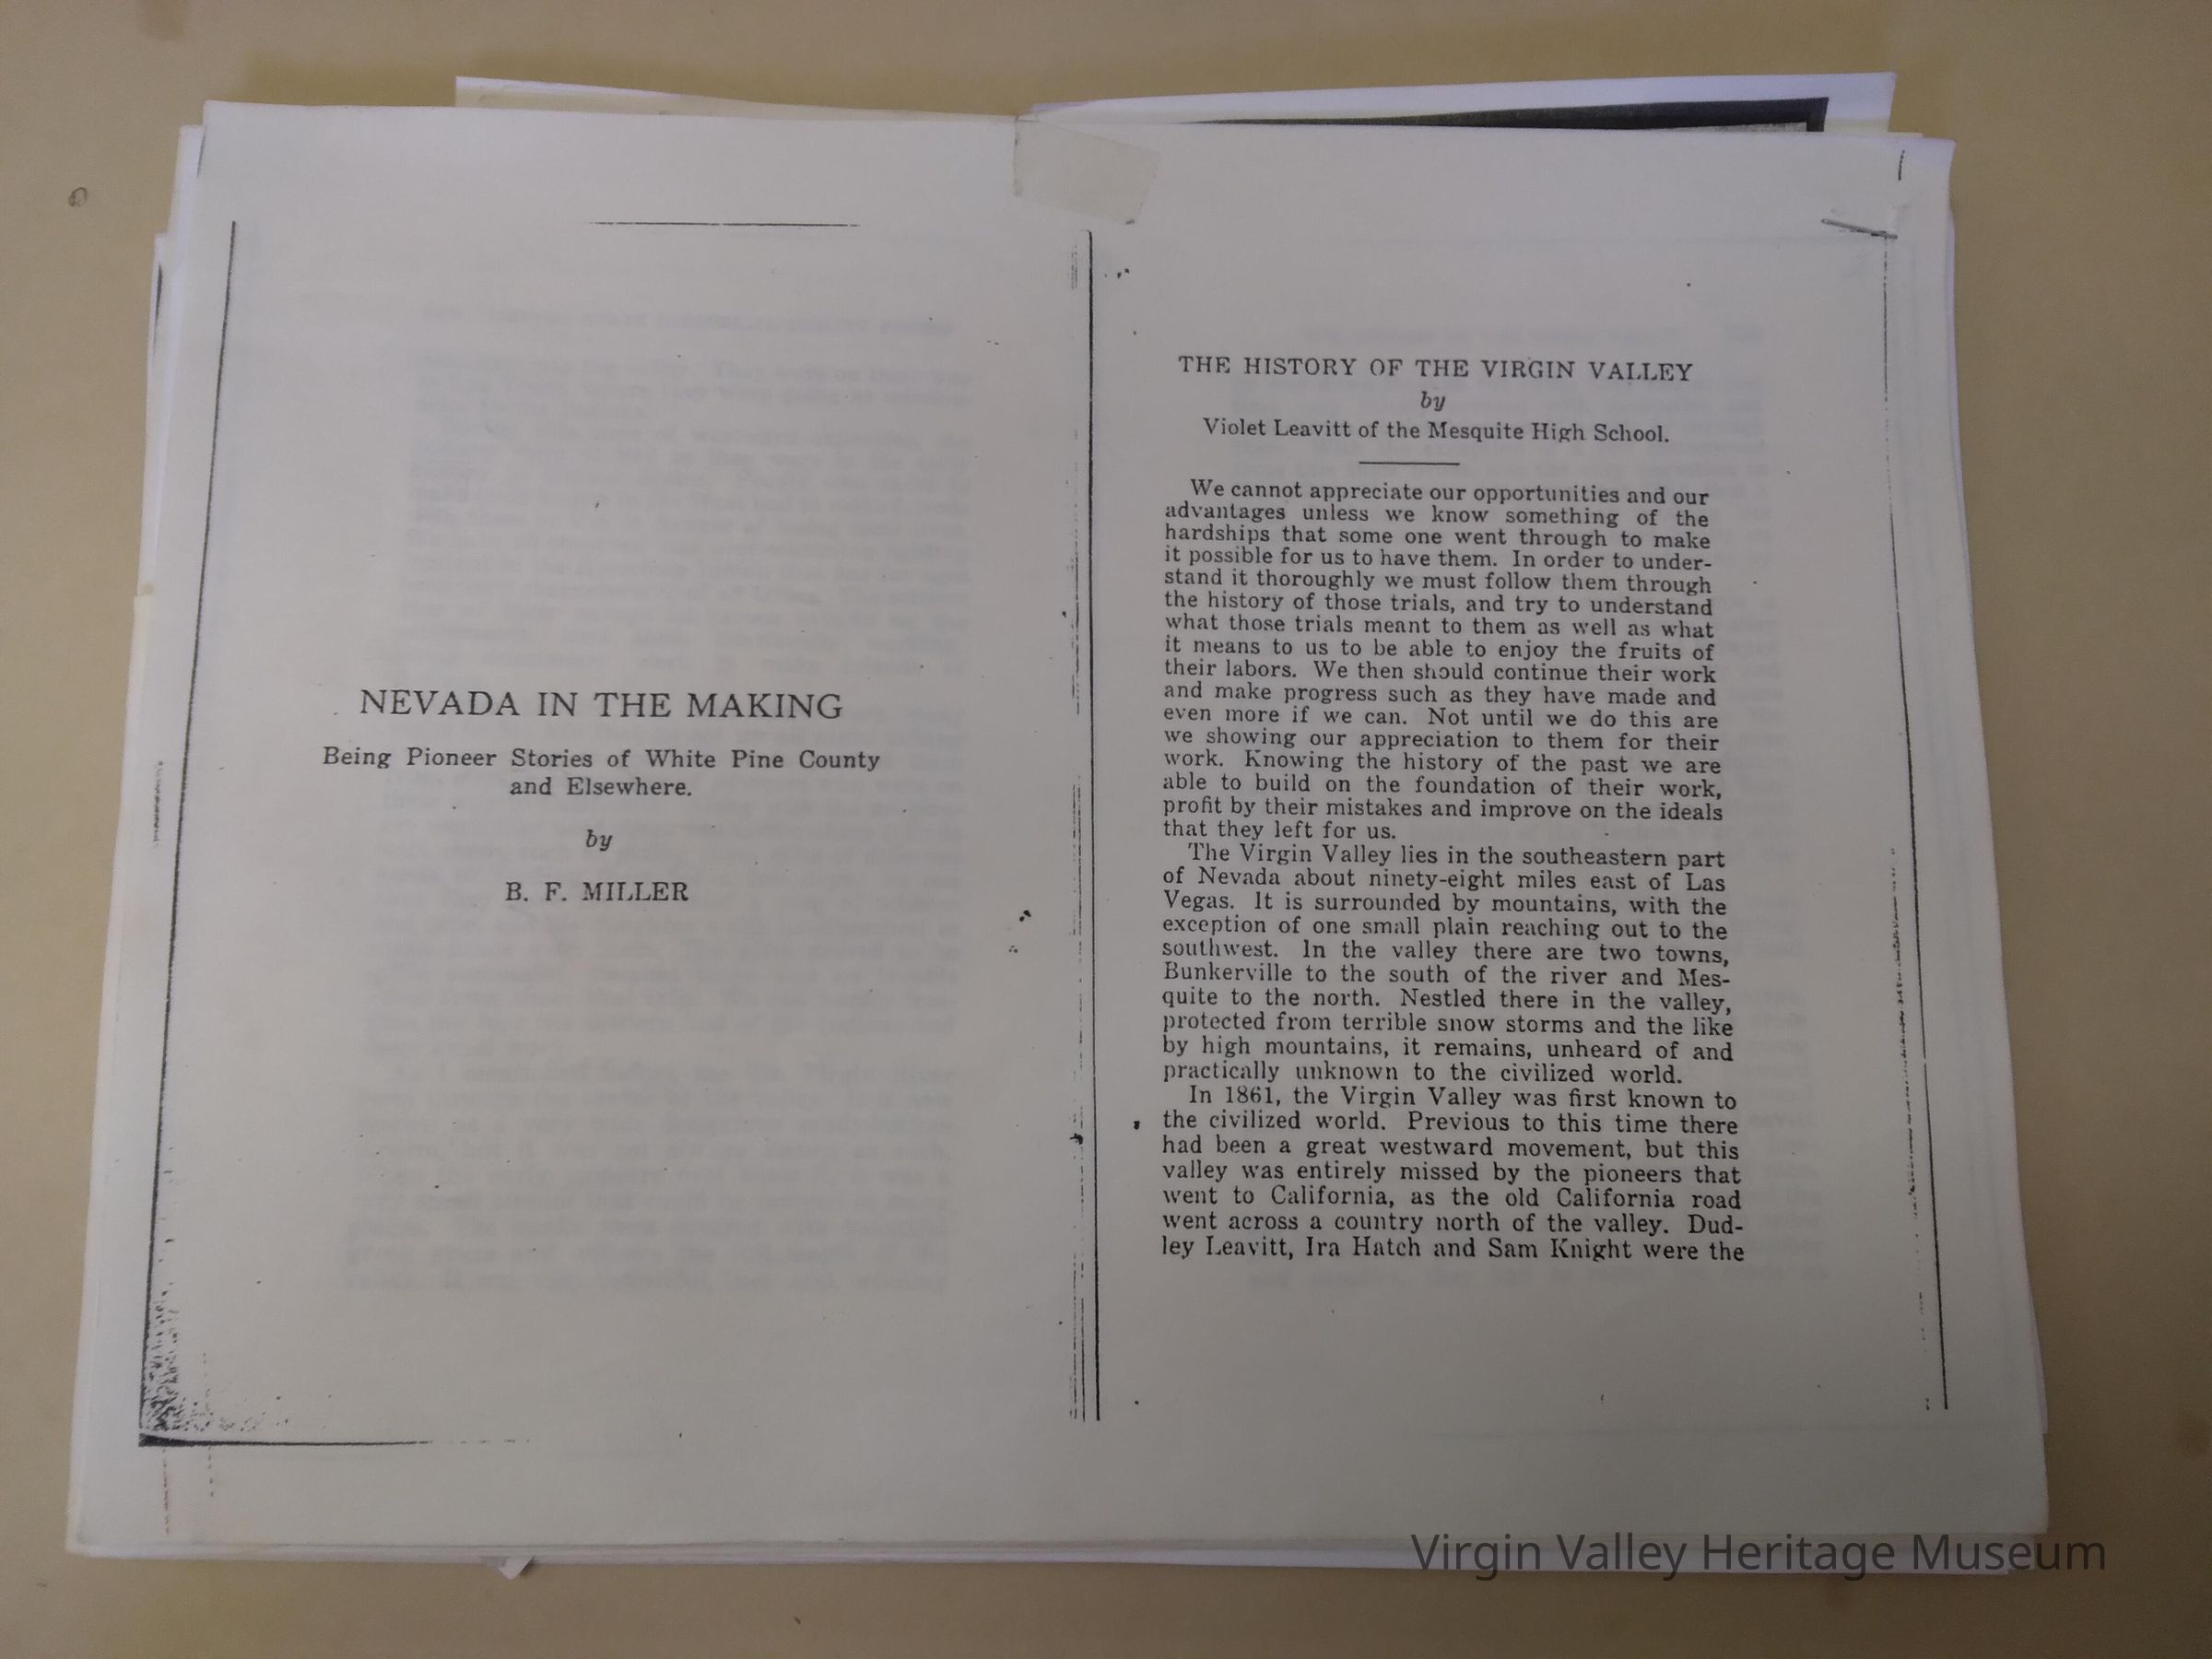 NEVADA IN THE MAKING
Being Pioneer Stories of White Pine County
and Elsewhere.
by
B. F. MILLER
THE HISTORY OF THE VIRGIN VALLEY
by
Violet Leavitt of the Mesquite High School.
We cannot appreciate our opportunities and our
advantages unless we know something of the
hardships that some one went through to make
it possible for us to have them. In order to under-
stand it thoroughly we must follow them through
the history of those trials, and try to understand
what those trials meant to them as well as what
it means to us to be able to enjoy the fruits of
their labors. We then should continue their work
and make progress such as they have made and
even more if we can. Not until we do this are
we showing our appreciation to them for their
work. Knowing the history of the past we are
able to build on the foundation of their work,
profit by their mistakes and improve on the ideals
that they left for us.
The Virgin Valley lies in the southeastern part
of Nevada about ninety-eight miles east of Las
Vegas. It is surrounded by mountains, with the
exception of one small plain reaching out to the
southwest. In the valley there are two towns,
Bunkerville to the south of the river and Mes-
quite to the north. Nestled there in the valley,
protected from terrible snow storms and the like
by high mountains, it remains, unheard of and
practically unknown to the civilized world.
In 1861, the Virgin Valley was first known to
the civilized world. Previous to this time there
had been a great westward movement, but this
valley was entirely missed by the pioneers that
went to California, as the old California road
went across a country north of the valley. Dud-
ley Leavitt, Ira Hatch and Sam Knight were the
Virgin Valley Heritage Museum